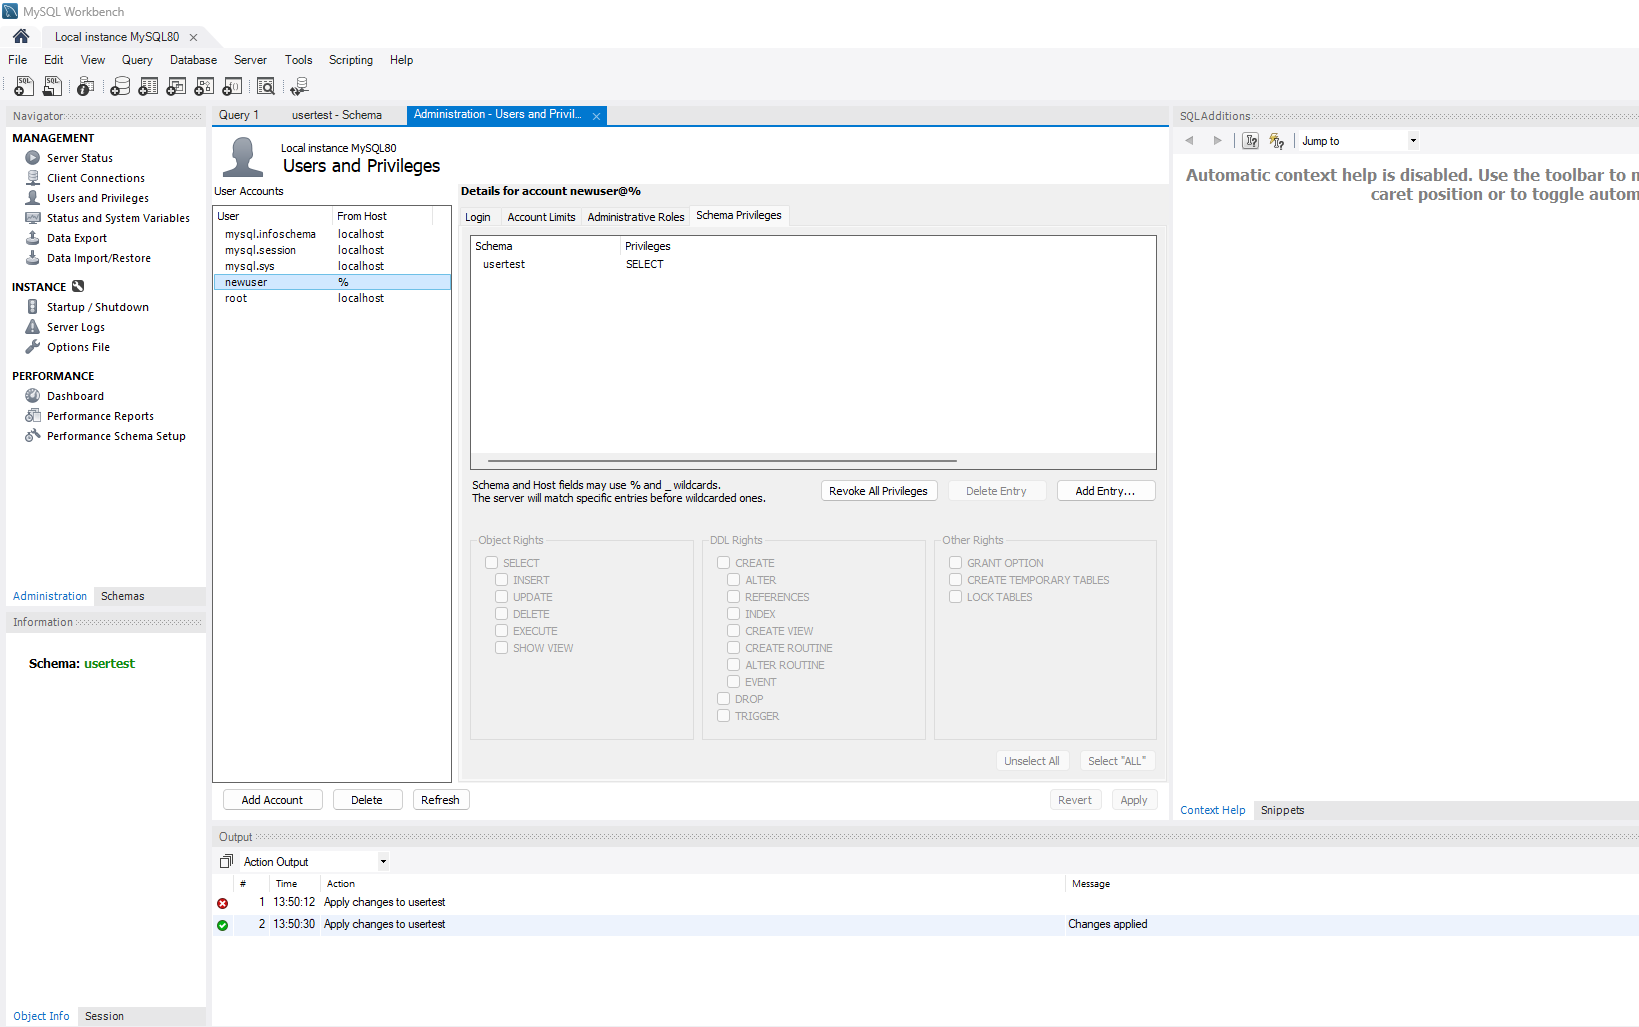 MySQL Workbench
Local instance MySQL80
File Edit View Query Database Server Tools Scripting Help
Navigator
MANAGEMENT
Server Status
Client Connections
Users and Privileges
Status and System Variables
Data Export
Data Import/Restore
INSTANCE
Startup / Shutdown
Server Logs
Options File
PERFORMANCE
Dashboard
Performance Reports
Performance Schema Setup
Administration Schemas
Information
Schema: usertest
Object Info Session
Query 1 usertest - Schema Administration - Users and Privil...
Local instance MySQL80
Users and Privileges
User Accounts
User From Host
mysql.infoschema localhost
mysql.session localhost
mysql.sys localhost
newuser %
root localhost
Add Account Delete Refresh
Details for account newuser@%
Login Account Limits Administrative Roles Schema Privileges
Schema Privileges
usertest SELECT
Schema and Host fields may use % and _ wildcards.
The server will match specific entries before wildcarded ones.
Revoke All Privileges Delete Entry Add Entry...
Object Rights
SELECT
INSERT
UPDATE
DELETE
EXECUTE
SHOW VIEW
DDL Rights
CREATE
ALTER
REFERENCES
INDEX
CREATE VIEW
CREATE ROUTINE
ALTER ROUTINE
EVENT
DROP
TRIGGER
Other Rights
GRANT OPTION
CREATE TEMPORARY TABLES
LOCK TABLES
Unselect All Select "ALL"
Revert Apply
SQLAdditions
Jump to
Automatic context help is disabled. Use the toolbar to m
caret position or to toggle autom
Context Help Snippets
Output
Action Output
# Time Action Message
1 13:50:12 Apply changes to usertest
2 13:50:30 Apply changes to usertest Changes applied